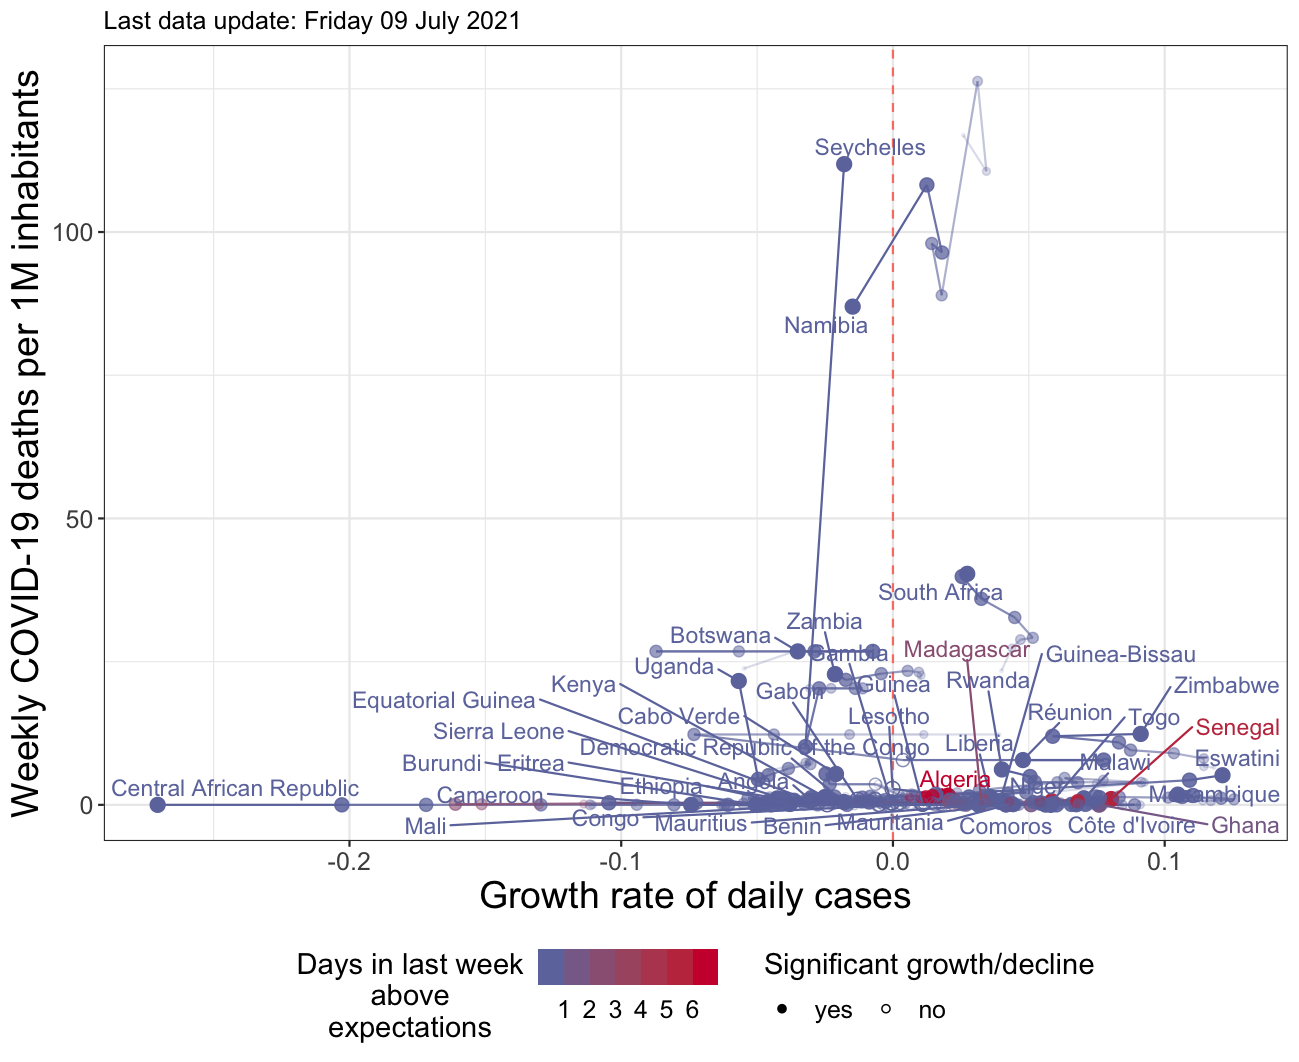 Last data update: Friday 09 July 2021
Weekly COVID-19 deaths per 1M inhabitants
100
50
0
Seychelles
Namibia
South Africa
Zambia
Botswana
Gambia
Madagascar
Guinea-Bissau
Uganda
Kenya
Gabon
Guinea
Rwanda
Zimbabwe
Equatorial Guinea
Cabo Verde
Lesotho
Réunion
Togo
Senegal
Sierra Leone
Democratic Republic of the Congo
Liberia
Burundi
Eritrea
Malawi
Eswatini
Central African Republic
Cameroon
Ethiopia
Angola
Algeria
Niger
Mozambique
Mali
Congo
Mauritius
Benin
Mauritania
Comoros
Côte d'Ivoire
Ghana
-0.2
-0.1
0.0
0.1
Growth rate of daily cases
Days in last week
above
expectations
1 2 3 4 5 6
Significant growth/decline
yes
no